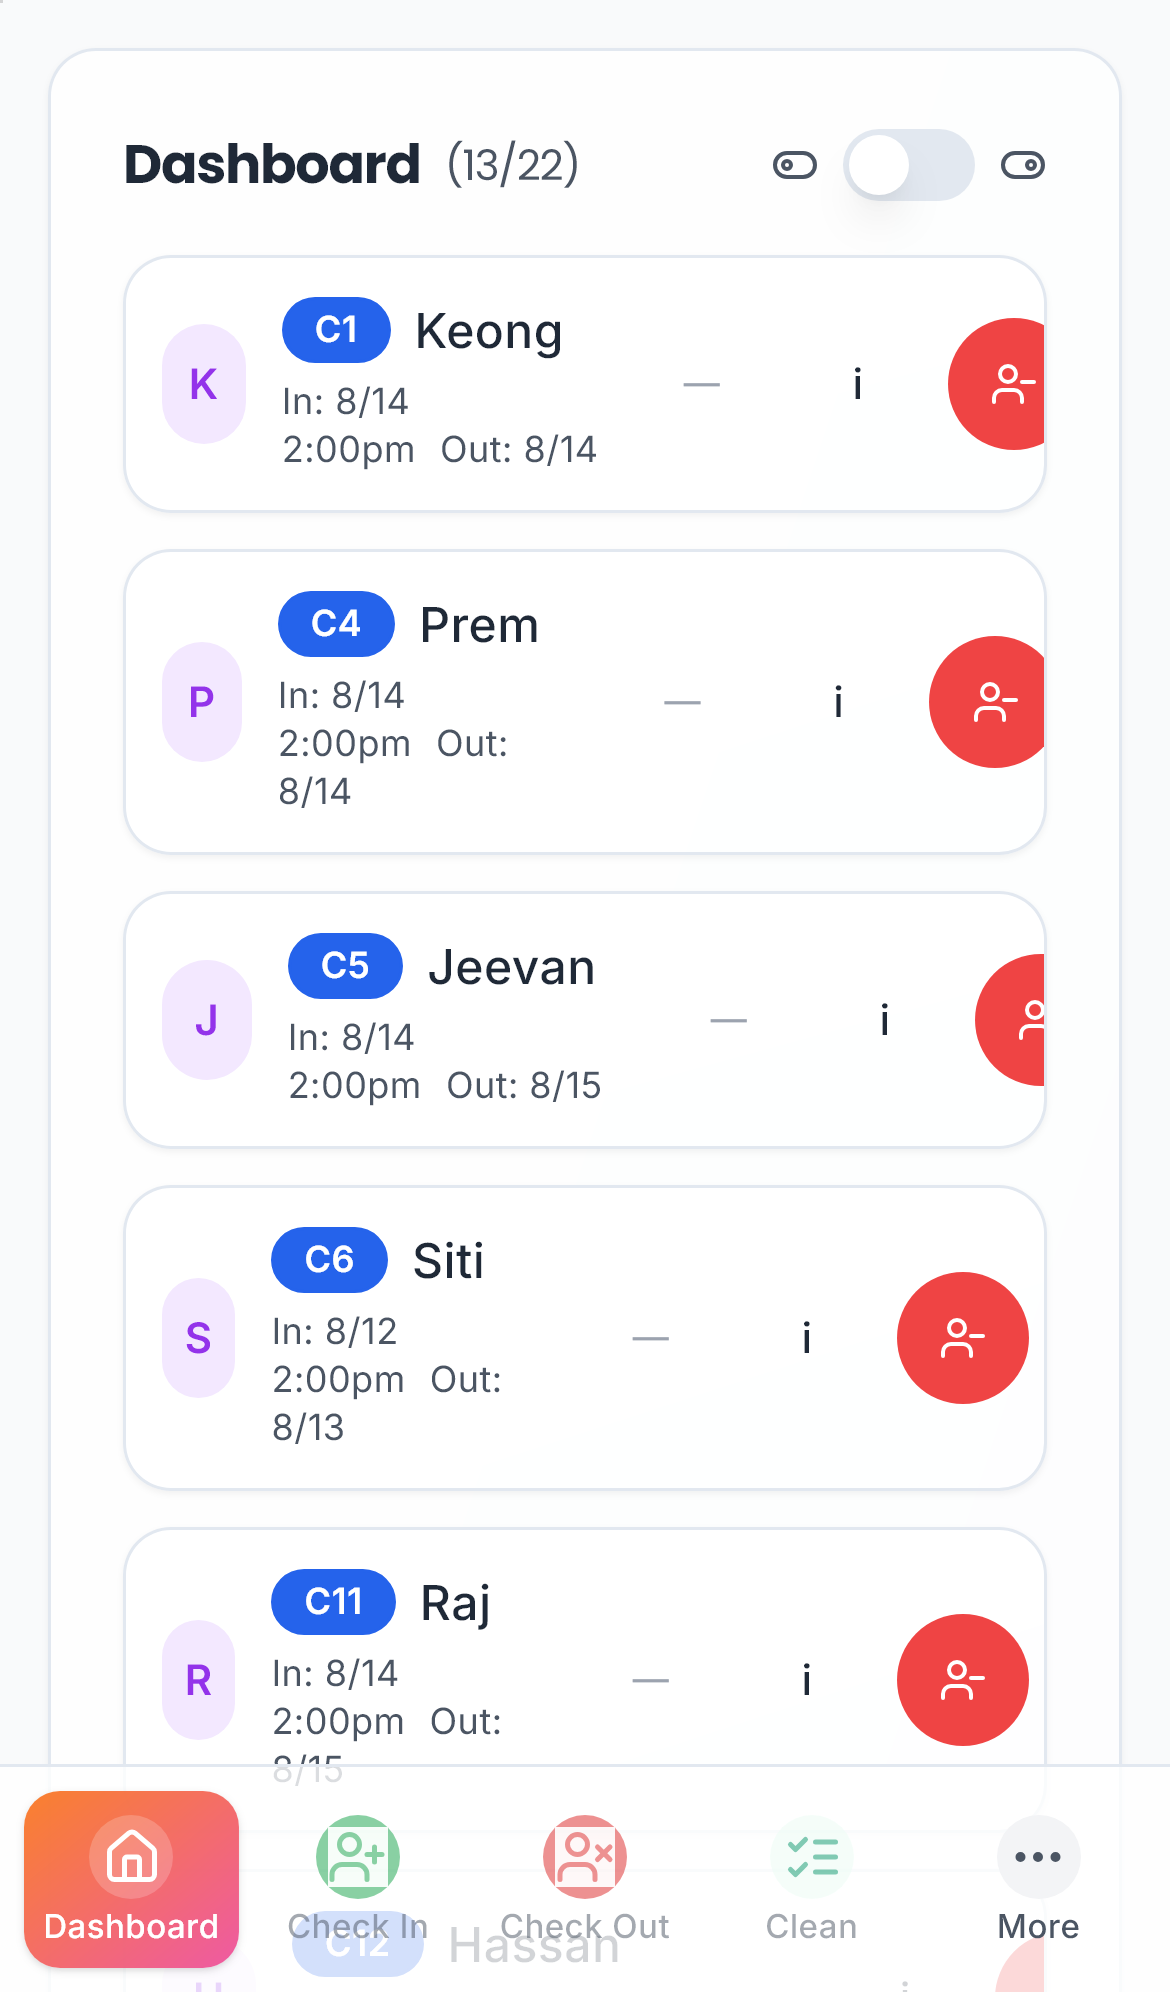 Dashboard (13/22)
K
C1 Keong
In: 8/14
2:00pm Out: 8/14
—
i
P
C4 Prem
In: 8/14
2:00pm Out:
8/14
—
i
J
C5 Jeevan
In: 8/14
2:00pm Out: 8/15
—
i
S
C6 Siti
In: 8/12
2:00pm Out:
8/13
—
i
R
C11 Raj
In: 8/14
2:00pm Out:
8/15
—
i
C12 Hassan
Dashboard
Check In
Check Out
Clean
More